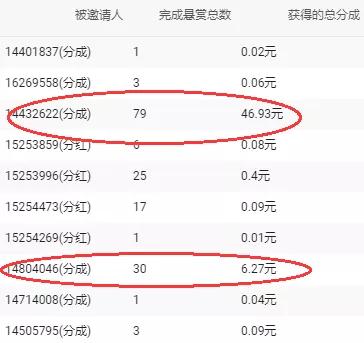 被邀请人 完成悬赏总数 获得的总分成
14401837(分成) 1 0.02元
16269558(分成) 3 0.06元
14432622(分成) 79 46.93元
15253859(分红) 6 0.08元
15253996(分红) 25 0.4元
15254473(分红) 17 0.09元
15254269(分红) 1 0.01元
14804046(分成) 30 6.27元
14714008(分成) 1 0.04元
14505795(分成) 3 0.09元